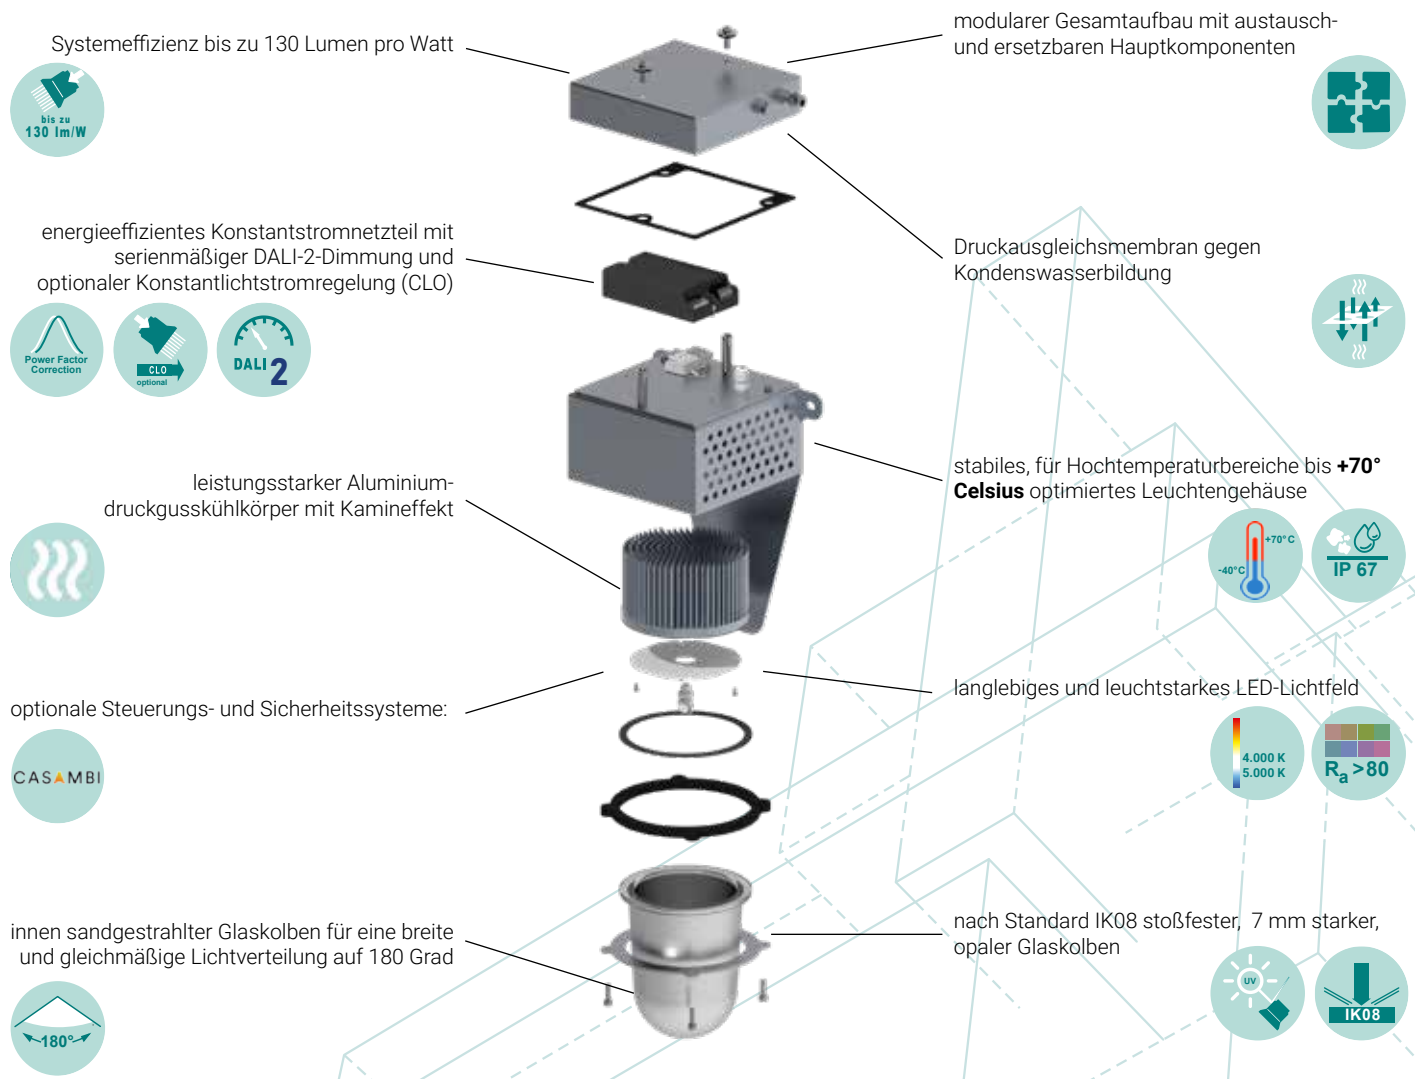 Systemeffizienz bis zu 130 Lumen pro Watt
bis zu
130 lm/W
modularer Gesamtaufbau mit austausch-
und ersetzbaren Hauptkomponenten
energieeffizientes Konstantstromnetzteil mit
serienmäßiger DALI-2-Dimmung und
optionaler Konstantlichtstromregelung (CLO)
Power Factor
Correction
CLO
optional
DALI 2
Druckausgleichsmembran gegen
Kondenswasserbildung
leistungsstarker Aluminium-
druckgusskühlkörper mit Kamineffekt
stabiles, für Hochtemperaturbereiche bis +70°
Celsius optimiertes Leuchtengehäuse
+70°C
-40°C
IP 67
optionale Steuerungs- und Sicherheitssysteme:
CASAMBI
langlebiges und leuchtstarkes LED-Lichtfeld
4.000 K
5.000 K
Ra >80
innen sandgestrahlter Glaskolben für eine breite
und gleichmäßige Lichtverteilung auf 180 Grad
180°
nach Standard IK08 stoßfester, 7 mm starker,
opaler Glaskolben
UV
IK08